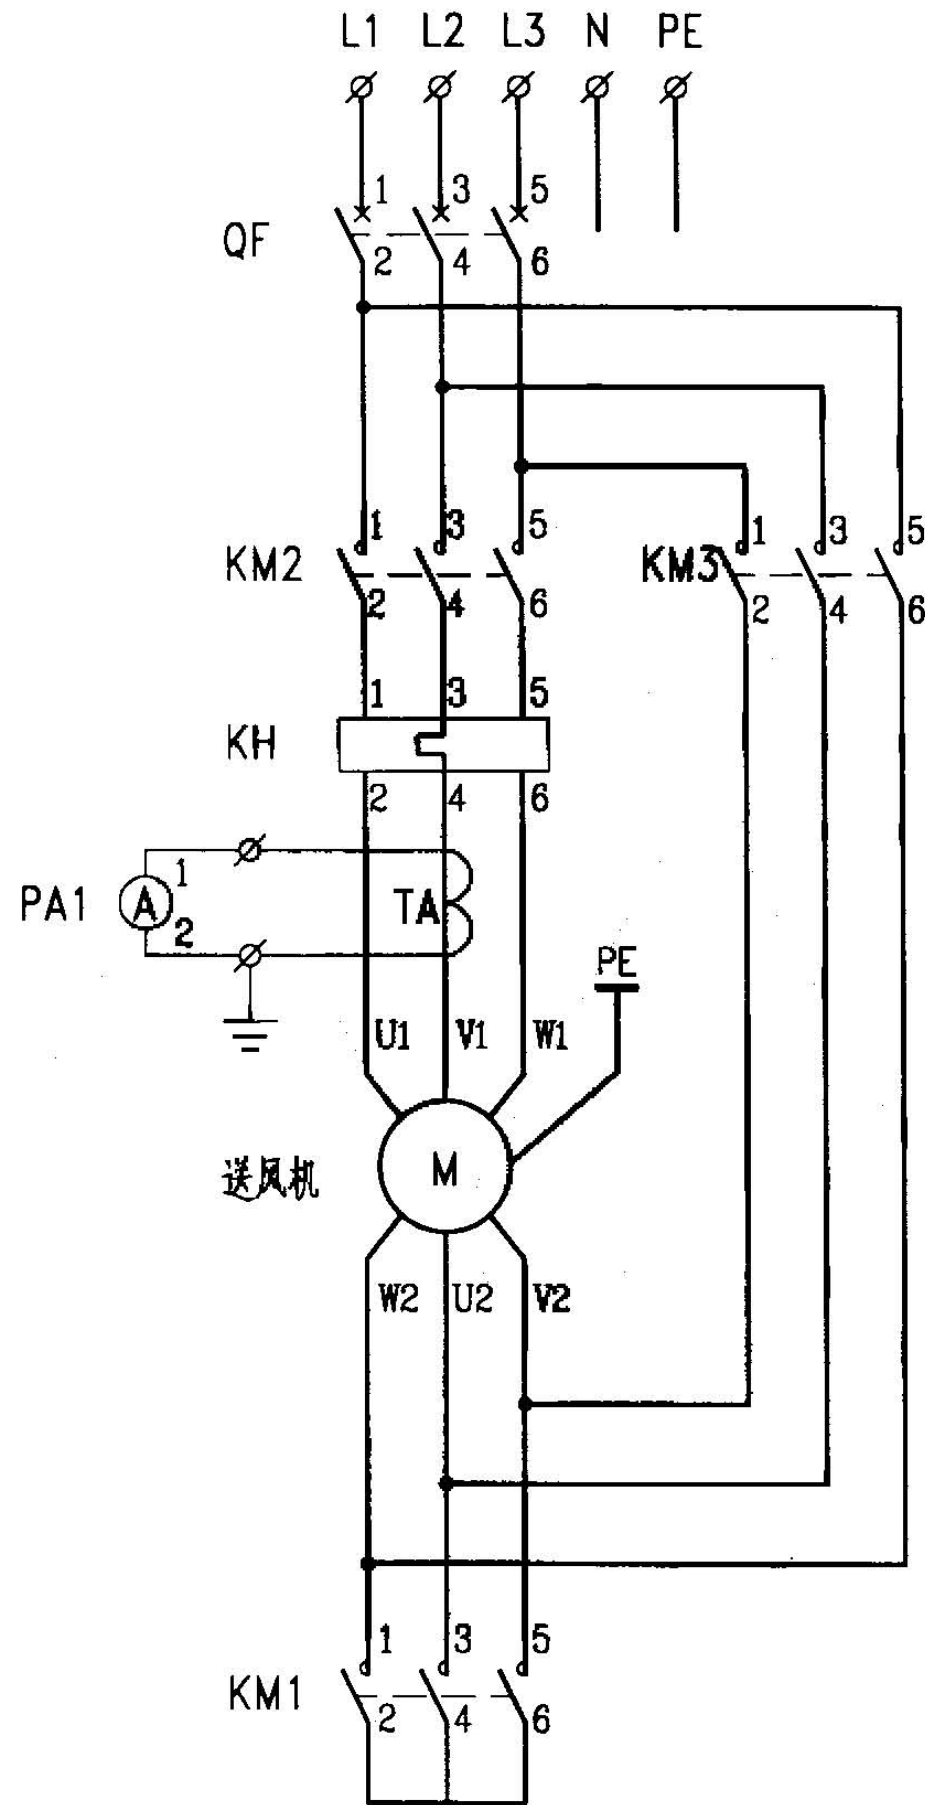 L1 L2 L3 N PE
1 3 5
QF
2 4 6
1 3 5 1 3 5
KM2 KM3
2 4 6 2 4 6
1 3 5
KH
2 4 6
1
PA1 A TA
2
PE
U1 V1 W1
送风机 M
W2 U2 V2
1 3 5
KM1
2 4 6